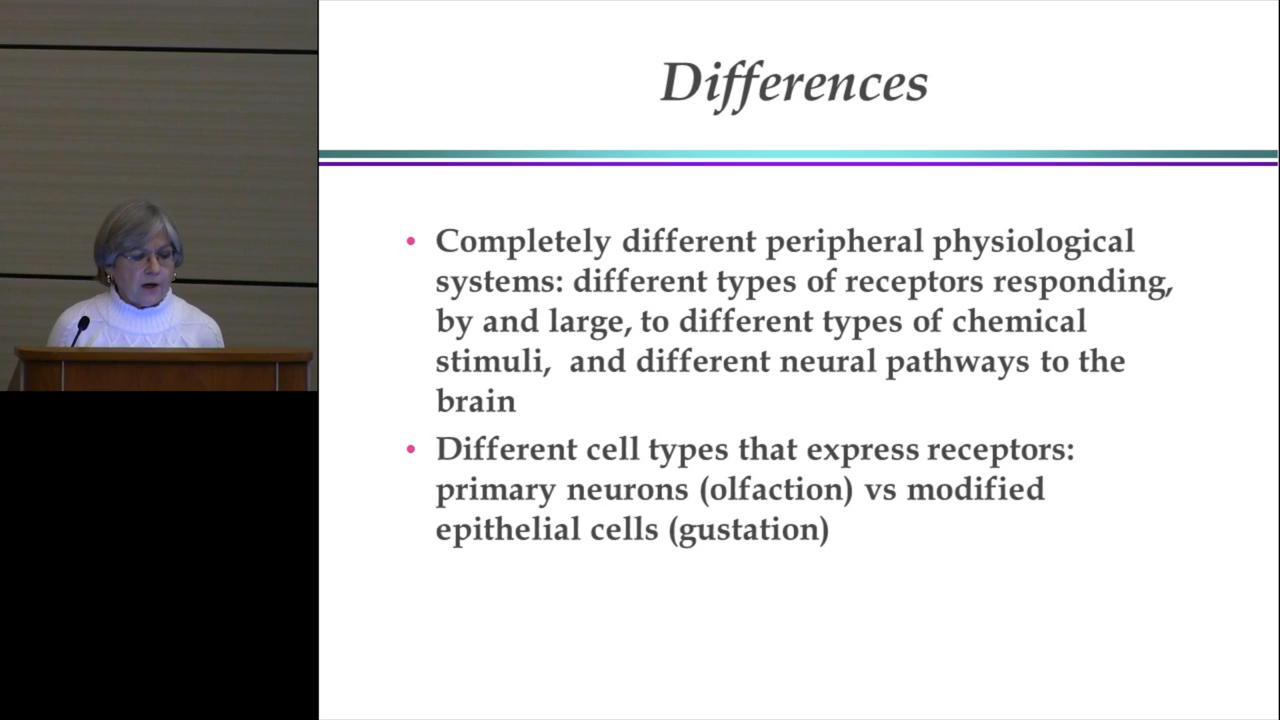 Differences
• Completely different peripheral physiological
systems: different types of receptors responding,
by and large, to different types of chemical
stimuli, and different neural pathways to the
brain
• Different cell types that express receptors:
primary neurons (olfaction) vs modified
epithelial cells (gustation)